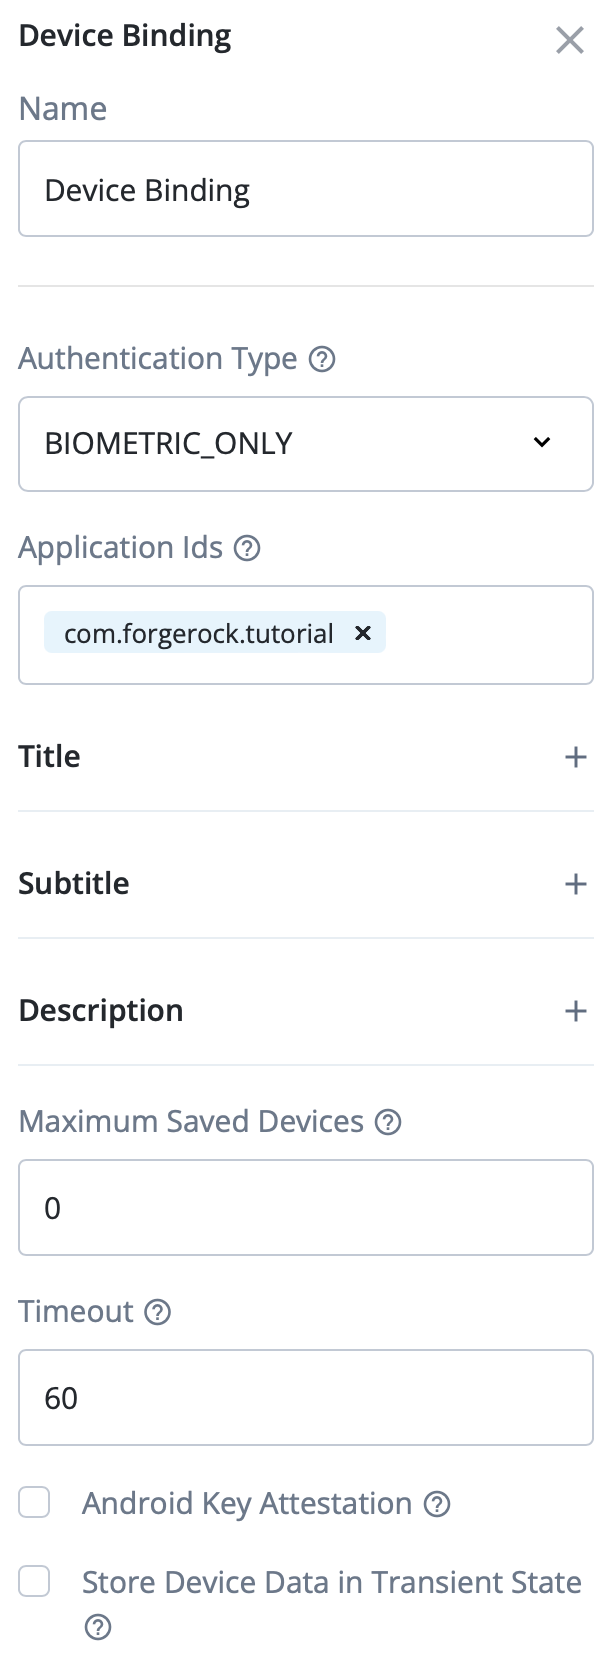 Device Binding
Name
Device Binding
Authentication Type
BIOMETRIC_ONLY
Application Ids
com.forgerock.tutorial
Title
Subtitle
Description
Maximum Saved Devices
0
Timeout
60
Android Key Attestation
Store Device Data in Transient State